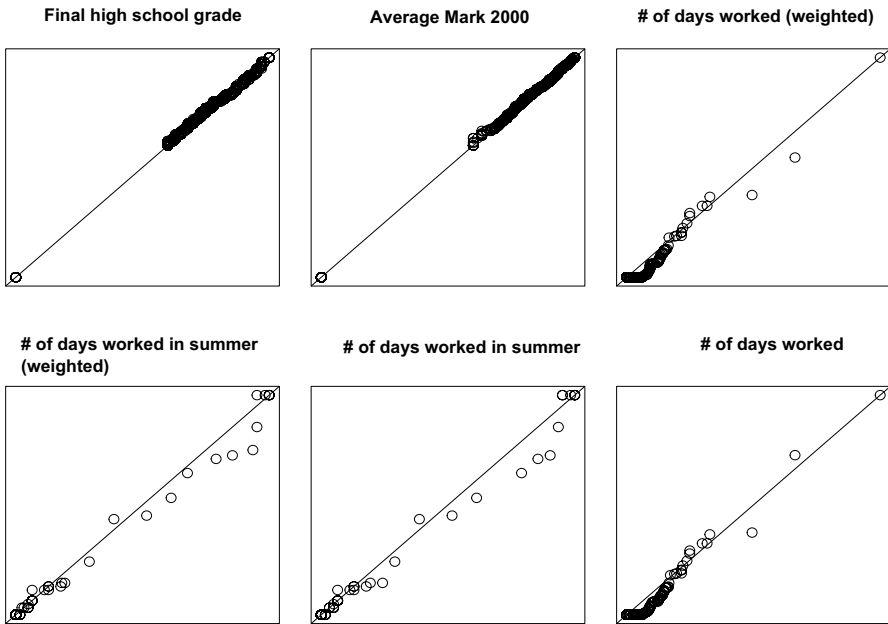 Final high school grade
Average Mark 2000
# of days worked (weighted)
# of days worked in summer
(weighted)
# of days worked in summer
# of days worked